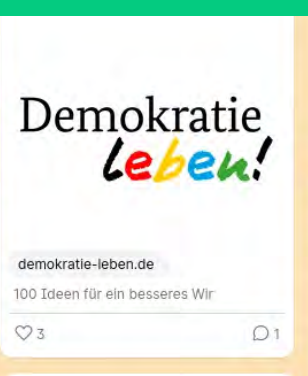 Demokratie
leben!
demokratie-leben.de
100 Ideen für ein besseres Wir
3
1